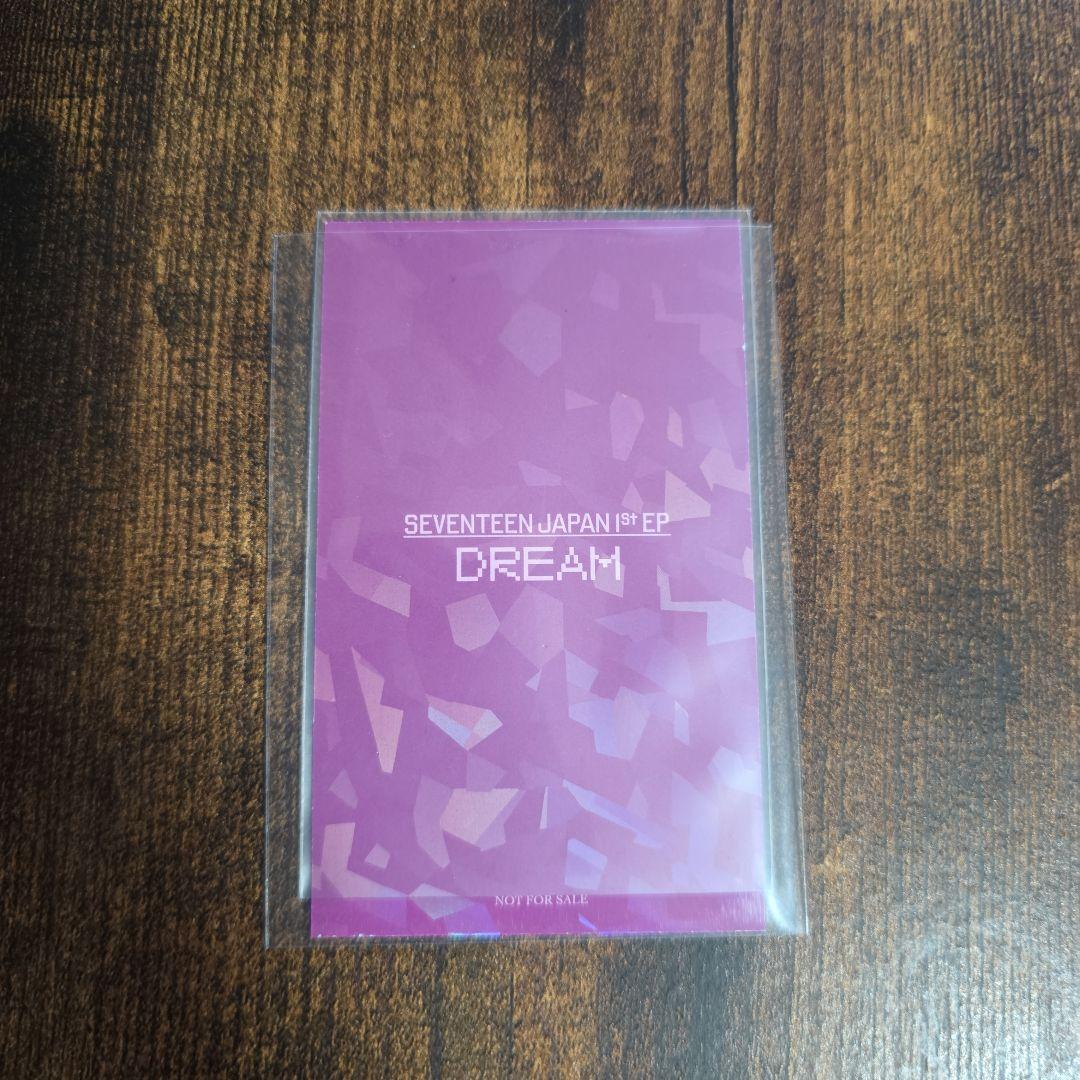 SEVENTEEN JAPAN 1st EP
DREAM
NOT FOR SALE